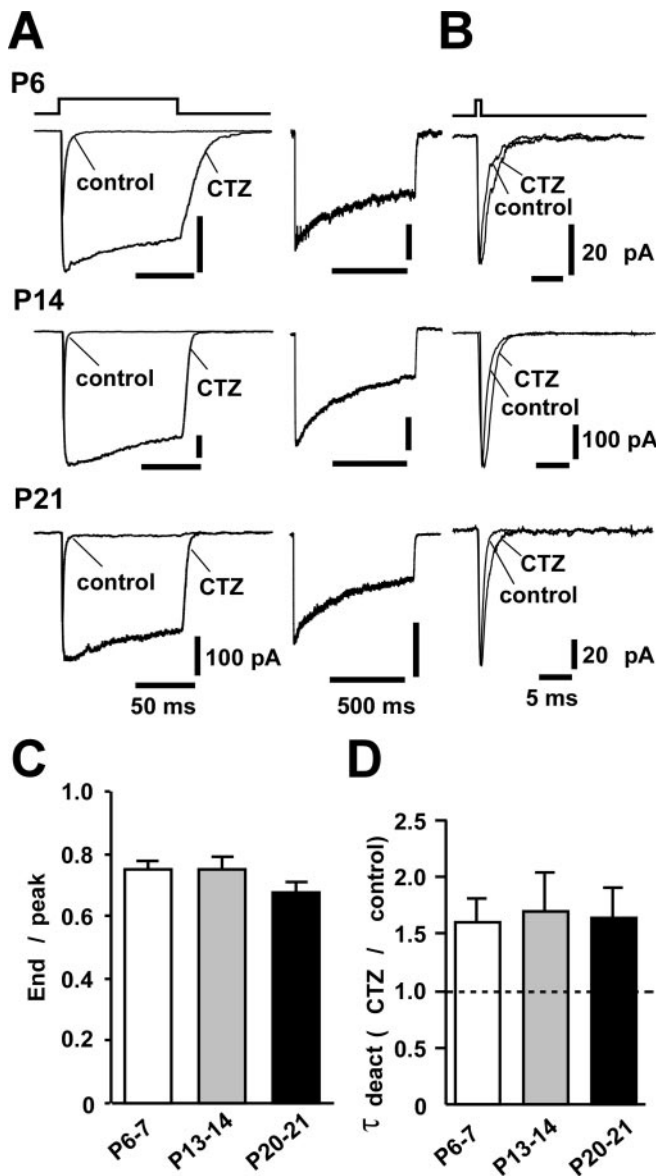 A
B
P6
control
CTZ
CTZ
control
20 pA
P14
control
CTZ
CTZ
control
100 pA
P21
control
CTZ
100 pA
CTZ
control
20 pA
50 ms
500 ms
5 ms
C
D
1.0
0.8
0.6
0.4
0.2
0
End / peak
P6-7
P13-14
P20-21
2.5
2.0
1.5
1.0
0.5
0
τ deact ( CTZ / control)
P6-7
P13-14
P20-21